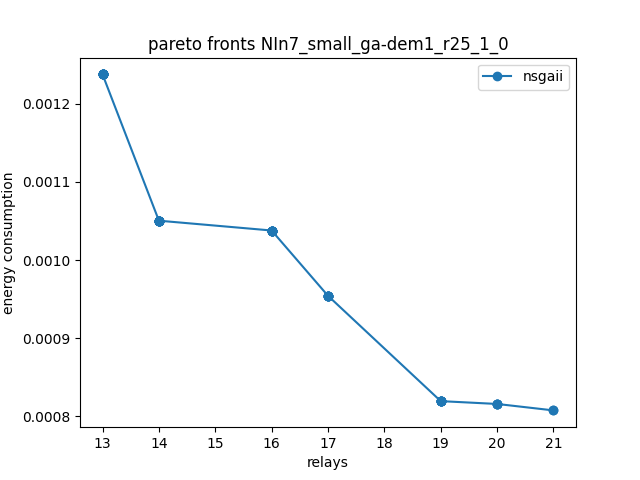 pareto fronts NIn7_small_ga-dem1_r25_1_0
nsgaii
energy consumption
0.0012
0.0011
0.0010
0.0009
0.0008
13 14 15 16 17 18 19 20 21
relays